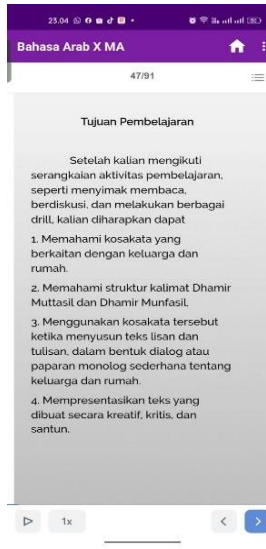 23.04
Bahasa Arab X MA
47/91
Tujuan Pembelajaran
Setelah kalian mengikuti
serangkaian aktivitas pembelajaran,
seperti menyimak membaca,
berdiskusi, dan melakukan berbagai
drill, kalian diharapkan dapat
1. Memahami kosakata yang
berkaitan dengan keluarga dan
rumah.
2. Memahami struktur kalimat Dhamir
Muttasil dan Dhamir Munfasil.
3. Menggunakan kosakata tersebut
ketika menyusun teks lisan dan
tulisan, dalam bentuk dialog atau
paparan monolog sederhana tentang
keluarga dan rumah.
4. Mempresentasikan teks yang
dibuat secara kreatif, kritis, dan
santun.
1x